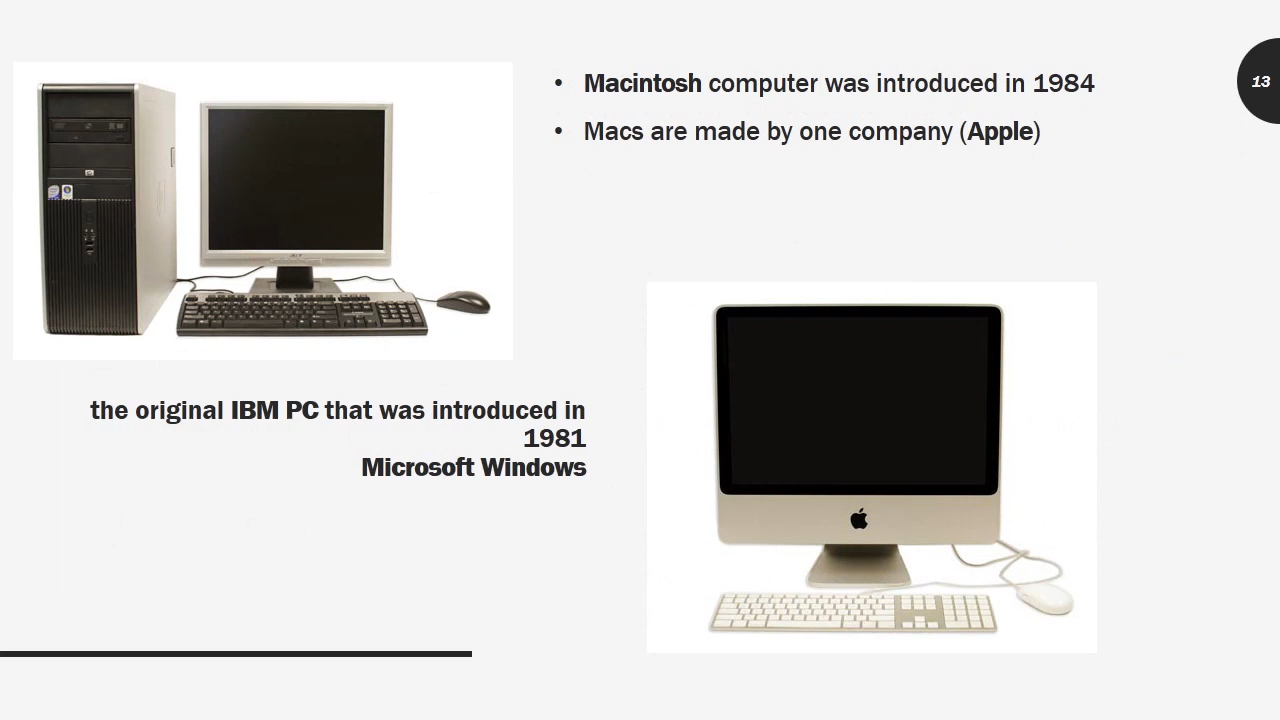 • Macintosh computer was introduced in 1984
• Macs are made by one company (Apple)
13
the original IBM PC that was introduced in
1981
Microsoft Windows